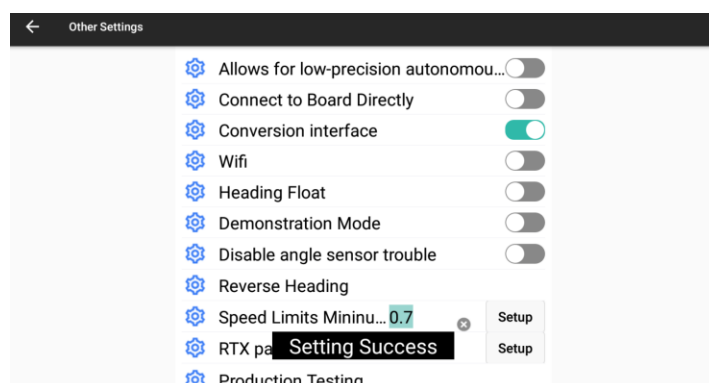 Other Settings
Allows for low-precision autonomou...
Connect to Board Directly
Conversion interface
Wifi
Heading Float
Demonstration Mode
Disable angle sensor trouble
Reverse Heading
Speed Limits Mininu... 0.7 Setup
RTX pa Setting Success Setup
Production Testing